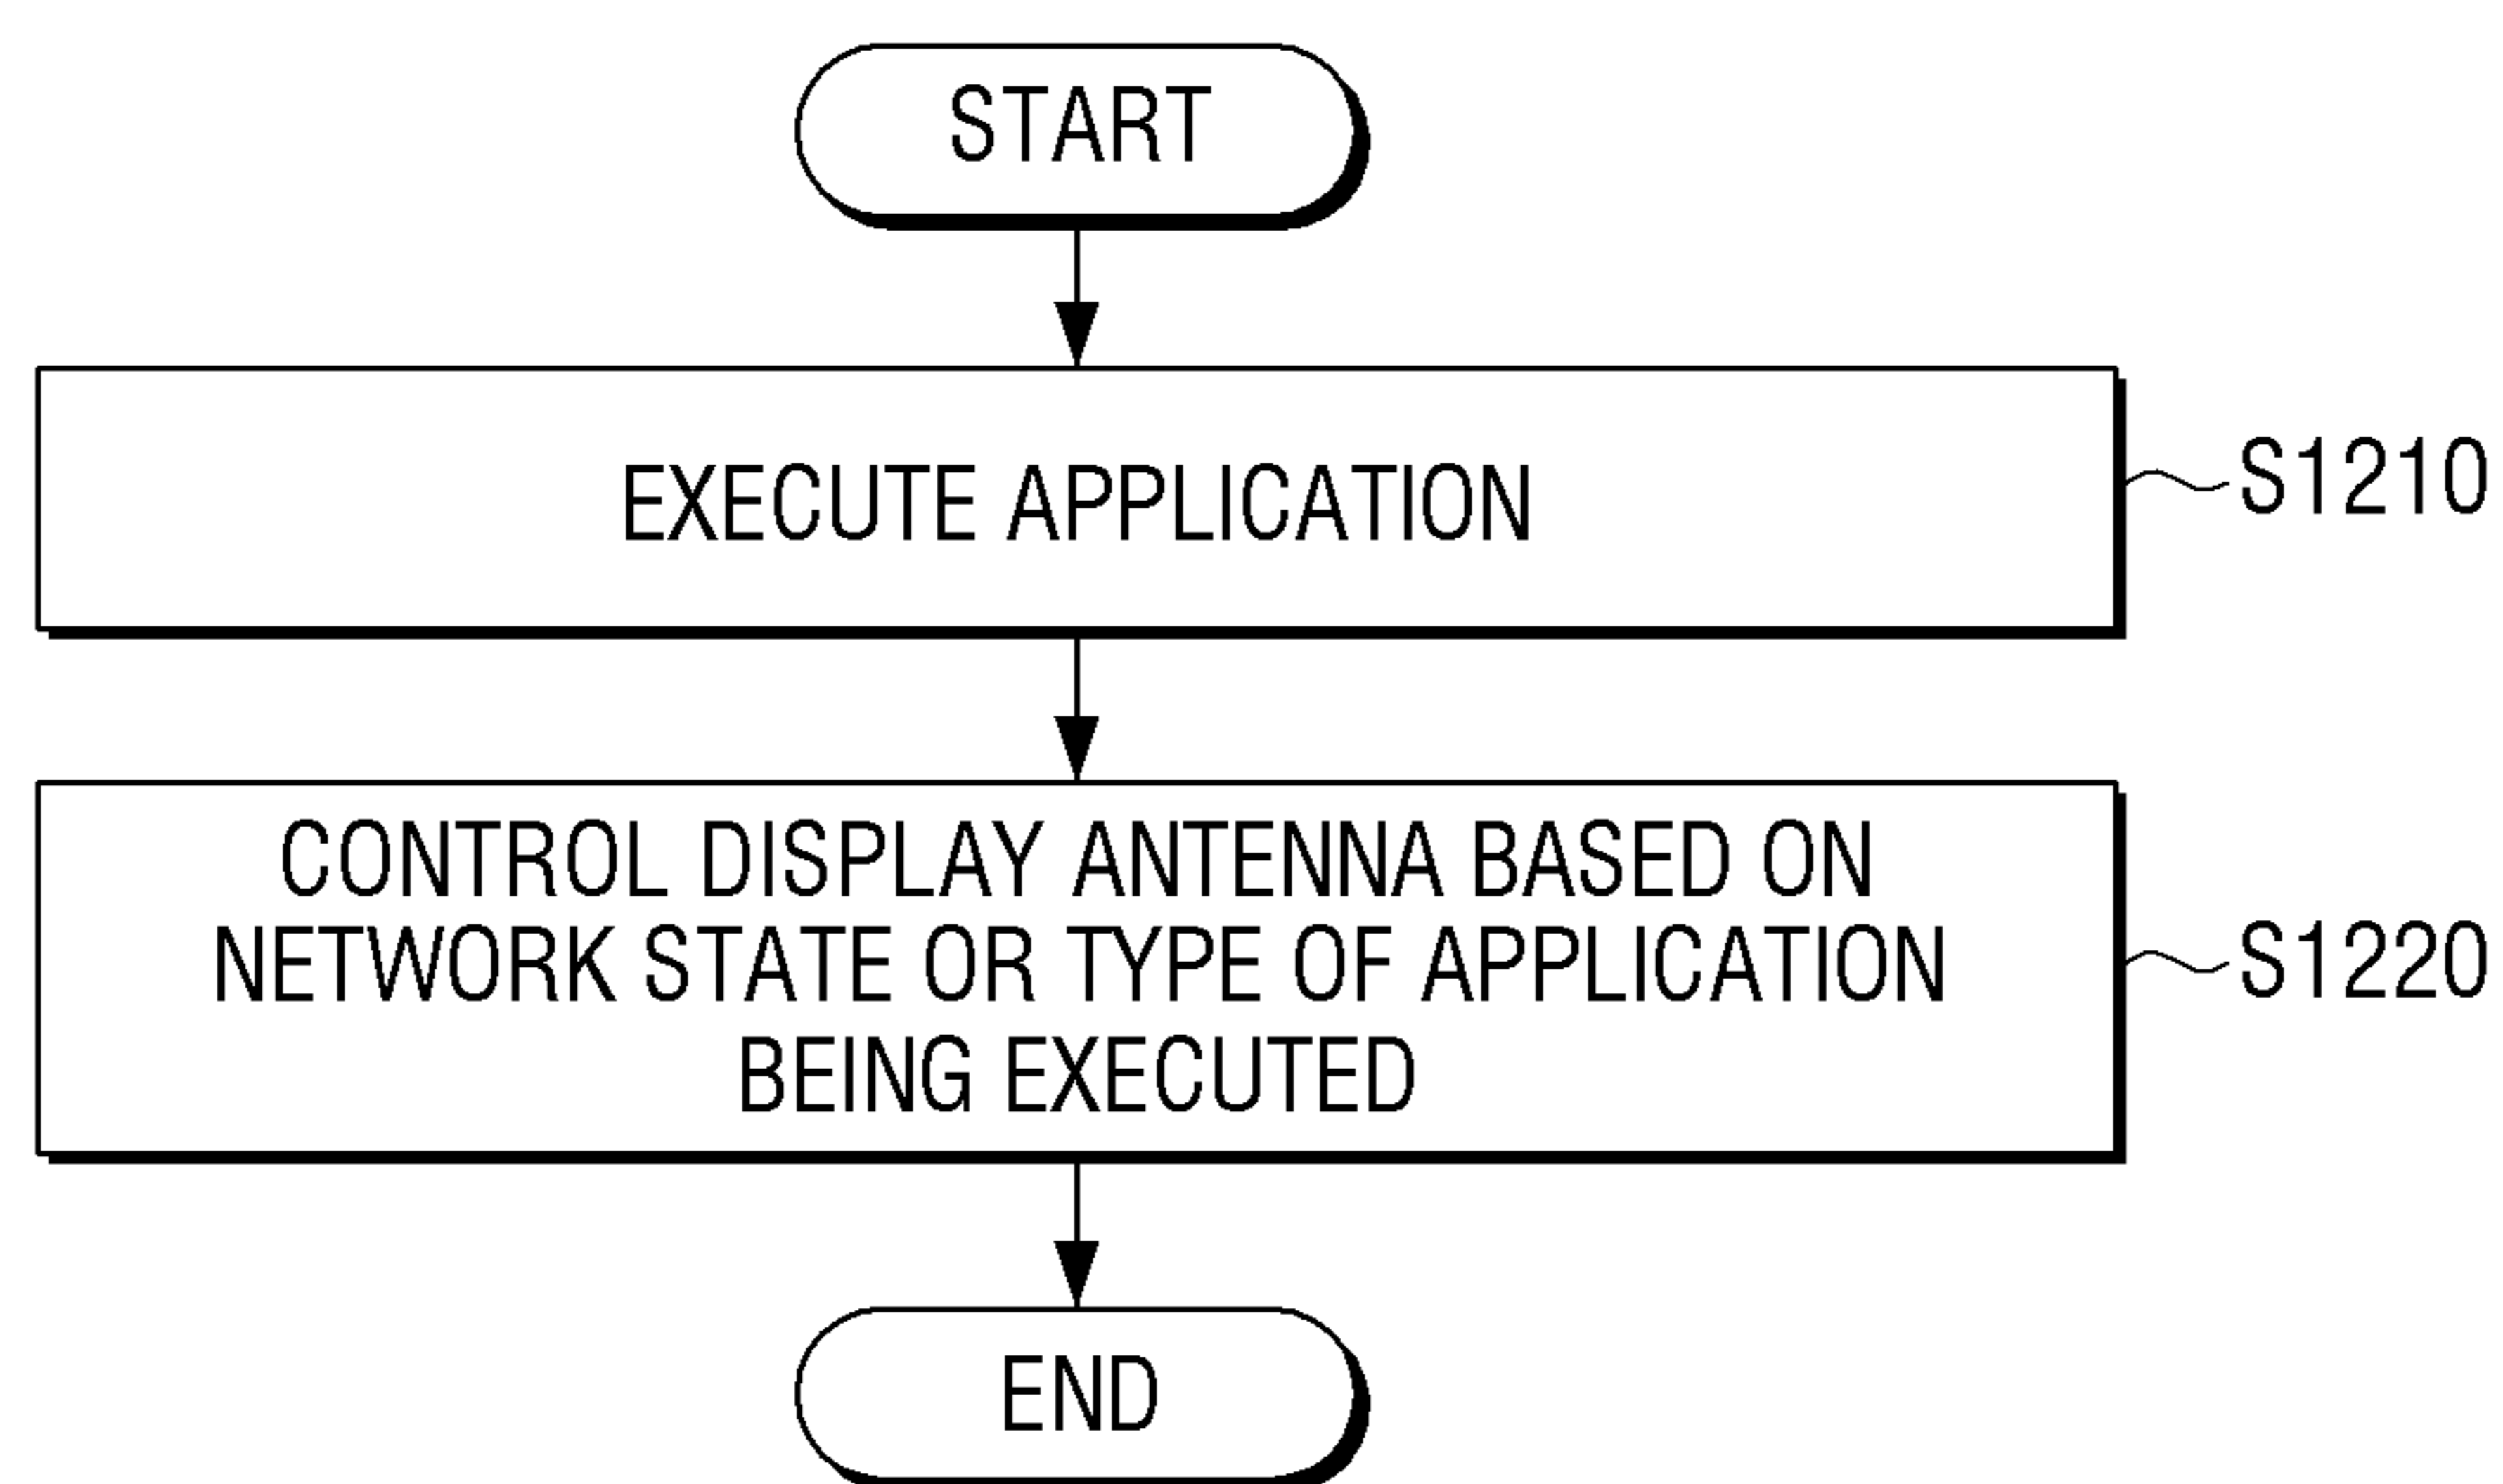 START
EXECUTE APPLICATION
S1210
CONTROL DISPLAY ANTENNA BASED ON
NETWORK STATE OR TYPE OF APPLICATION
BEING EXECUTED
S1220
END